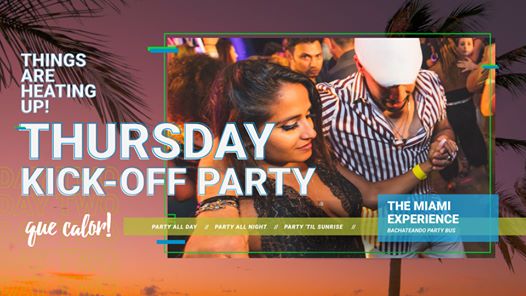 THINGS
ARE
HEATING
UP!
THURSDAY
KICK-OFF PARTY
que calor!
PARTY ALL DAY // PARTY ALL NIGHT // PARTY 'TIL SUNRISE //
THE MIAMI
EXPERIENCE
BACHATEANDO PARTY BUS